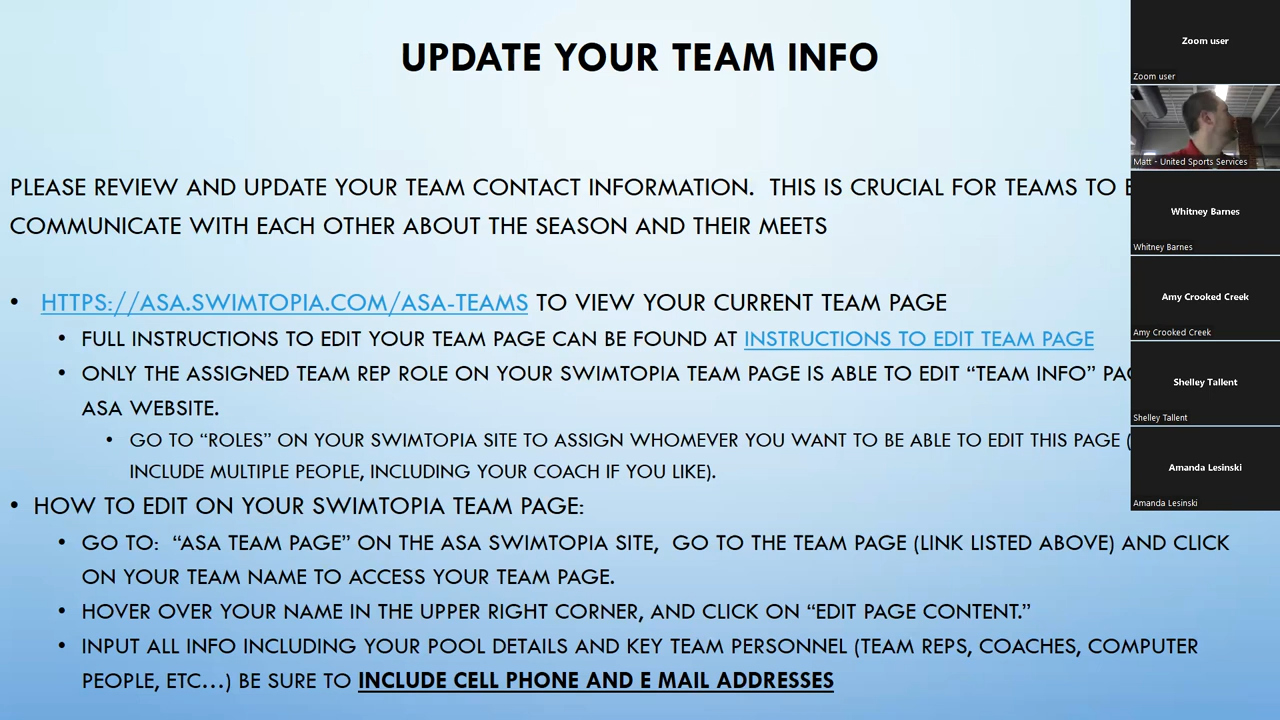 UPDATE YOUR TEAM INFO
PLEASE REVIEW AND UPDATE YOUR TEAM CONTACT INFORMATION.  THIS IS CRUCIAL FOR TEAMS TO
COMMUNICATE WITH EACH OTHER ABOUT THE SEASON AND THEIR MEETS
• HTTPS://ASA.SWIMTOPIA.COM/ASA-TEAMS TO VIEW YOUR CURRENT TEAM PAGE
• FULL INSTRUCTIONS TO EDIT YOUR TEAM PAGE CAN BE FOUND AT INSTRUCTIONS TO EDIT TEAM PAGE
• ONLY THE ASSIGNED TEAM REP ROLE ON YOUR SWIMTOPIA TEAM PAGE IS ABLE TO EDIT “TEAM INFO”
ASA WEBSITE.
• GO TO “ROLES” ON YOUR SWIMTOPIA SITE TO ASSIGN WHOMEVER YOU WANT TO BE ABLE TO EDIT THIS PAGE (
INCLUDE MULTIPLE PEOPLE, INCLUDING YOUR COACH IF YOU LIKE).
• HOW TO EDIT ON YOUR SWIMTOPIA TEAM PAGE:
• GO TO:  “ASA TEAM PAGE” ON THE ASA SWIMTOPIA SITE,  GO TO THE TEAM PAGE (LINK LISTED ABOVE) AND CLICK
ON YOUR TEAM NAME TO ACCESS YOUR TEAM PAGE.
• HOVER OVER YOUR NAME IN THE UPPER RIGHT CORNER, AND CLICK ON “EDIT PAGE CONTENT.”
• INPUT ALL INFO INCLUDING YOUR POOL DETAILS AND KEY TEAM PERSONNEL (TEAM REPS, COACHES, COMPUTER
PEOPLE, ETC…) BE SURE TO INCLUDE CELL PHONE AND E MAIL ADDRESSES
Zoom user
Zoom user
Matt - United Sports Services
Whitney Barnes
Whitney Barnes
Amy Crooked Creek
Amy Crooked Creek
Shelley Tallent
Shelley Tallent
Amanda Lesinski
Amanda Lesinski